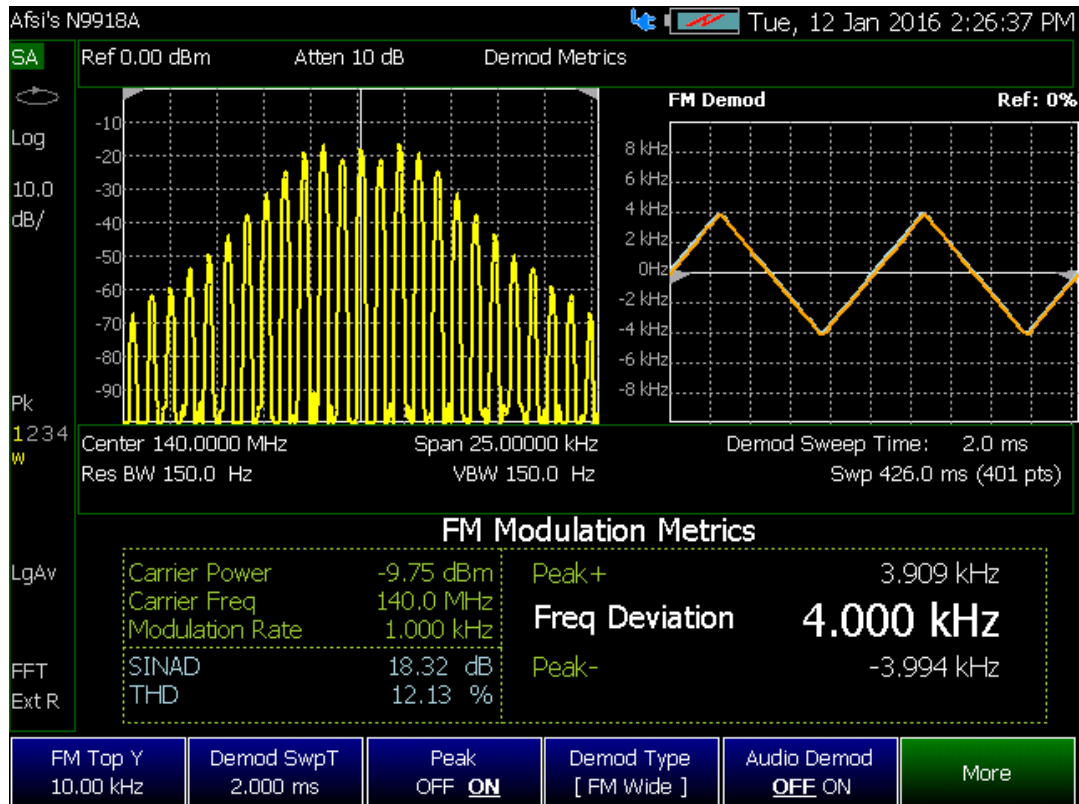 Afsi's N9918A Tue, 12 Jan 2016 2:26:37 PM
SA Ref 0.00 dBm Atten 10 dB Demod Metrics
Log
10.0
dB/
Pk
1234
W
LgAv
FFT
Ext R
-10
-20
-30
-40
-50
-60
-70
-80
-90
FM Demod Ref: 0%
8 kHz
6 kHz
4 kHz
2 kHz
0Hz
-2 kHz
-4 kHz
-6 kHz
-8 kHz
Center 140.0000 MHz Span 25.00000 kHz Demod Sweep Time: 2.0 ms
Res BW 150.0 Hz VBW 150.0 Hz Swp 426.0 ms (401 pts)
FM Modulation Metrics
Carrier Power -9.75 dBm
Carrier Freq 140.0 MHz
Modulation Rate 1.000 kHz
SINAD 18.32 dB
THD 12.13 %
Peak+ 3.909 kHz
Freq Deviation 4.000 kHz
Peak- -3.994 kHz
FM Top Y
10.00 kHz
Demod SwpT
2.000 ms
Peak
OFF ON
Demod Type
[ FM Wide ]
Audio Demod
OFF ON
More